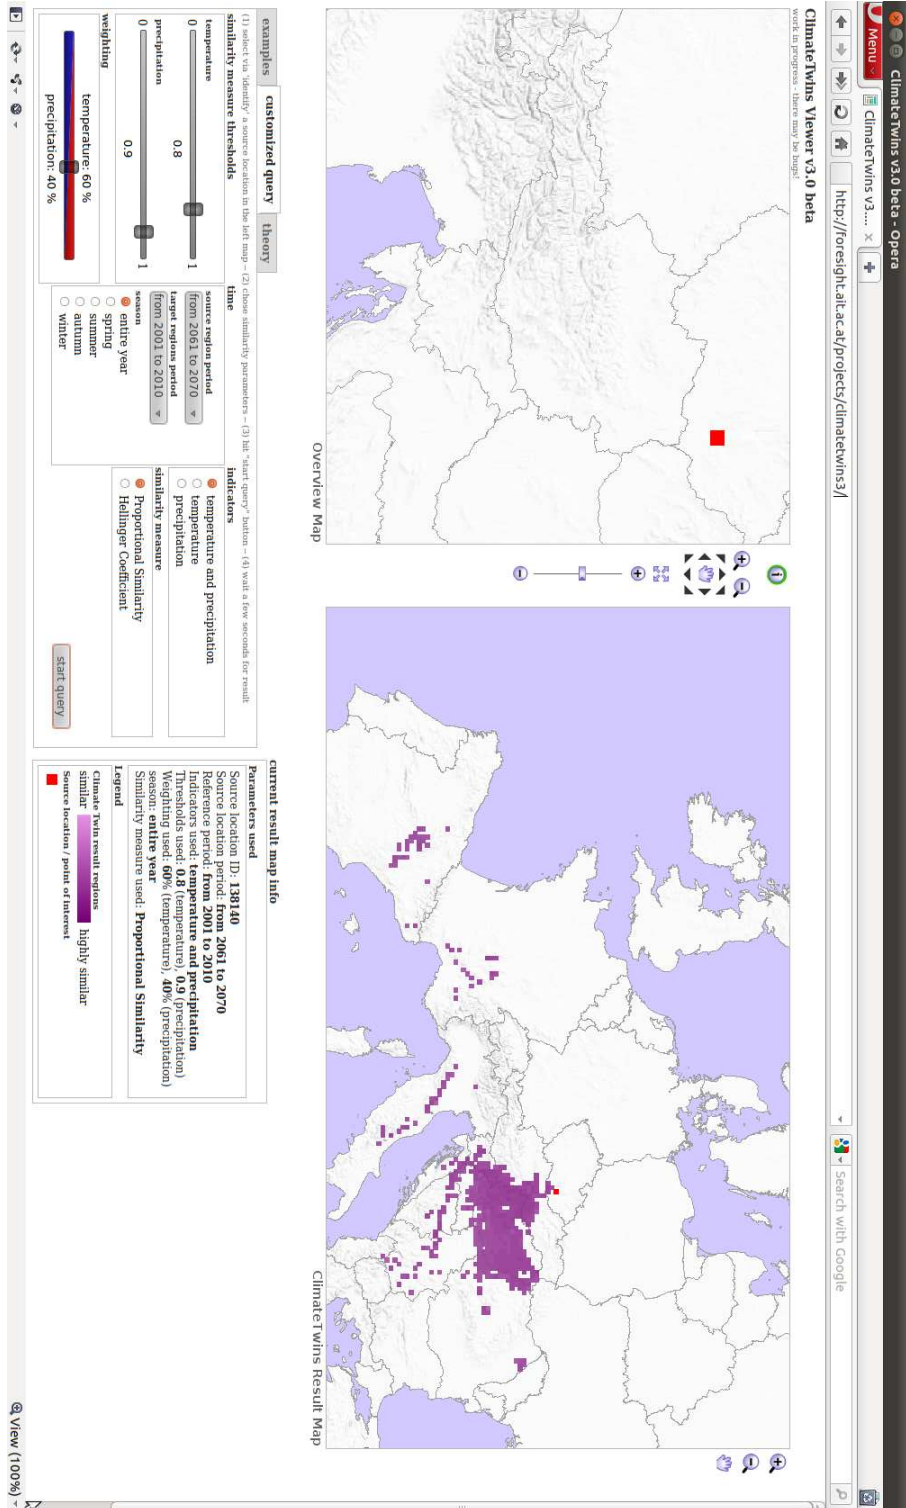 ClimateTwins v3.0 beta - Opera
Menu
ClimateTwins v3....
http://foresight.ait.ac.at/projects/climatetwins3/
Search with Google
ClimateTwins Viewer v3.0 beta
work in progress - there may be bugs!
Overview Map
ClimateTwins Result Map
examples
customized query
theory
(1) select via 'identify' a source location in the left map – (2) chose similarity parameters – (3) hit "start query" button – (4) wait a few seconds for result
similarity measure thresholds
temperature
0
0.8
1
precipitation
0
0.9
1
weighting
temperature: 60 %
precipitation: 40 %
time
source region period
from 2061 to 2070
target regions period
from 2001 to 2010
season
entire year
spring
summer
autumn
winter
indicators
temperature and precipitation
temperature
precipitation
similarity measure
Proportional Similarity
Hellinger Coefficient
start query
current result map info
Parameters used
Source location ID: 138140
Source location period: from 2061 to 2070
Reference period: from 2001 to 2010
Indicators used: temperature and precipitation
Thresholds used: 0.8 (temperature), 0.9 (precipitation)
Weighting used: 60% (temperature), 40% (precipitation)
season: entire year
Similarity measure used: Proportional Similarity
Legend
Climate Twin result regions
similar
highly similar
Source location / point of interest
View (100%)